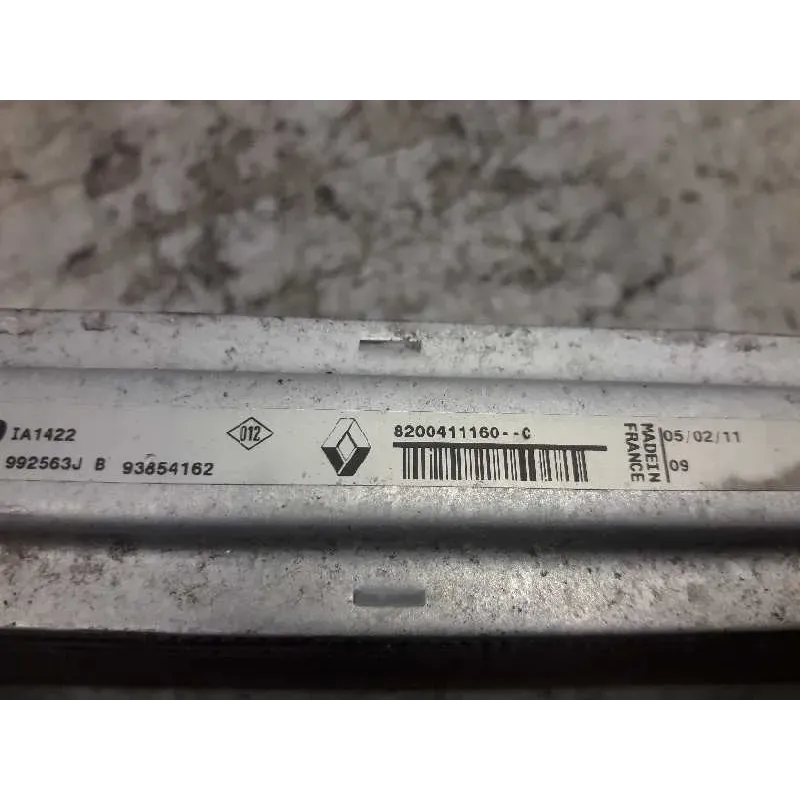 IA1422
992563J B 93854162
012
8200411160--C
MADE IN
FRANCE
05/02/11
09